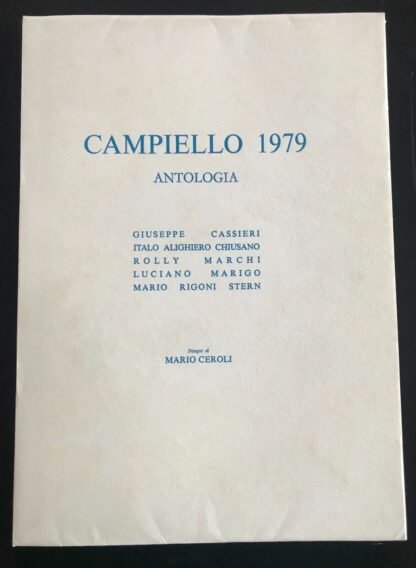 CAMPIELLO 1979
ANTOLOGIA
GIUSEPPE CASSIERI
ITALO ALIGHIERO CHIUSANO
ROLLY MARCHI
LUCIANO MARIGO
MARIO RIGONI STERN
Disegni di
MARIO CEROLI